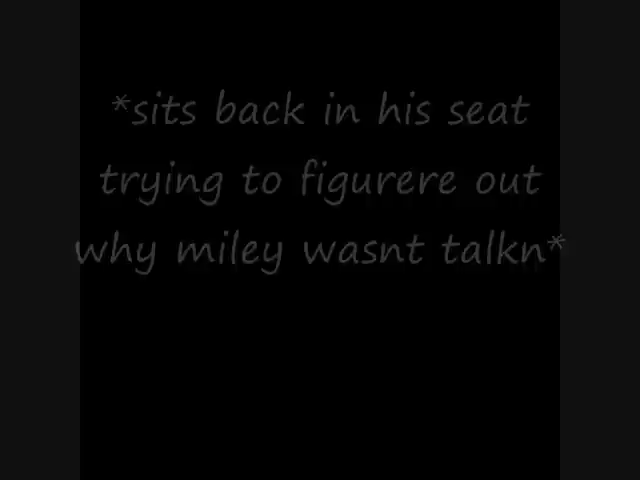 *sits back in his seat
trying to figurere out
why miley wasnt talkn*